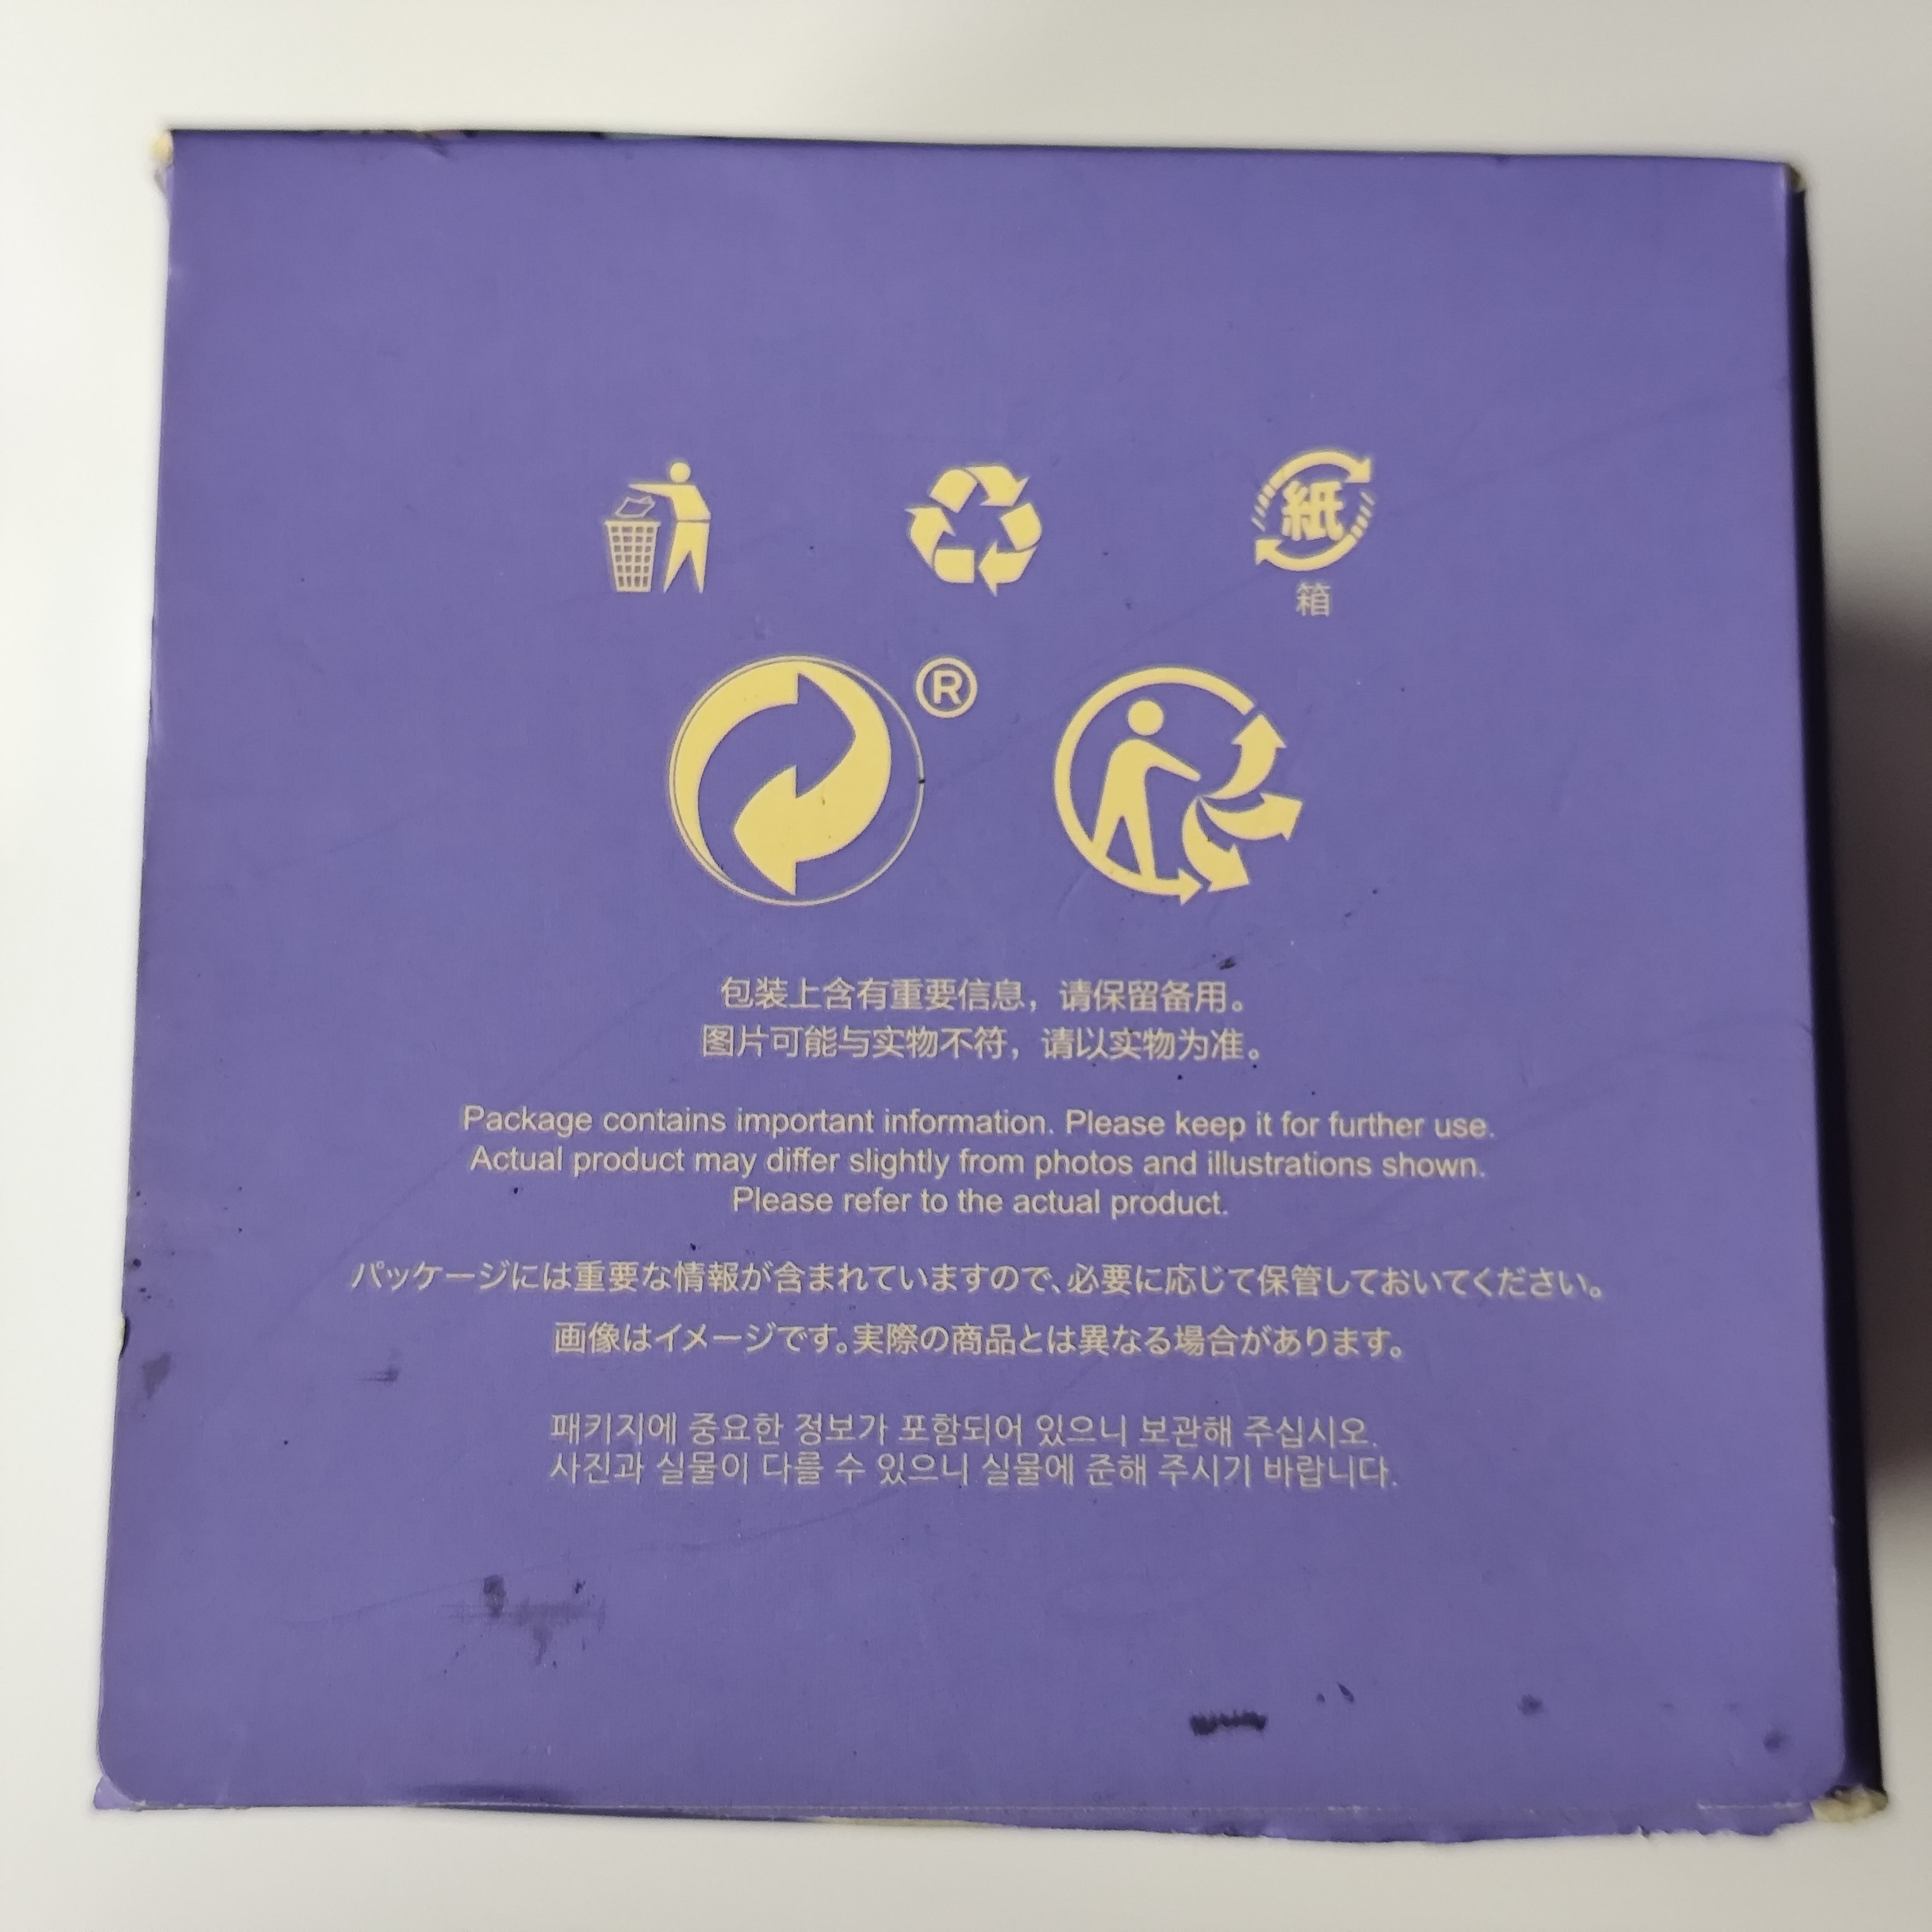 紙
箱
®
包装上含有重要信息，请保留备用。
图片可能与实物不符，请以实物为准。
Package contains important information. Please keep it for further use.
Actual product may differ slightly from photos and illustrations shown.
Please refer to the actual product.
パッケージには重要な情報が含まれていますので、必要に応じて保管しておいてください。
画像はイメージです。実際の商品とは異なる場合があります。
패키지에 중요한 정보가 포함되어 있으니 보관해 주십시오.
사진과 실물이 다를 수 있으니 실물에 준해 주시기 바랍니다.